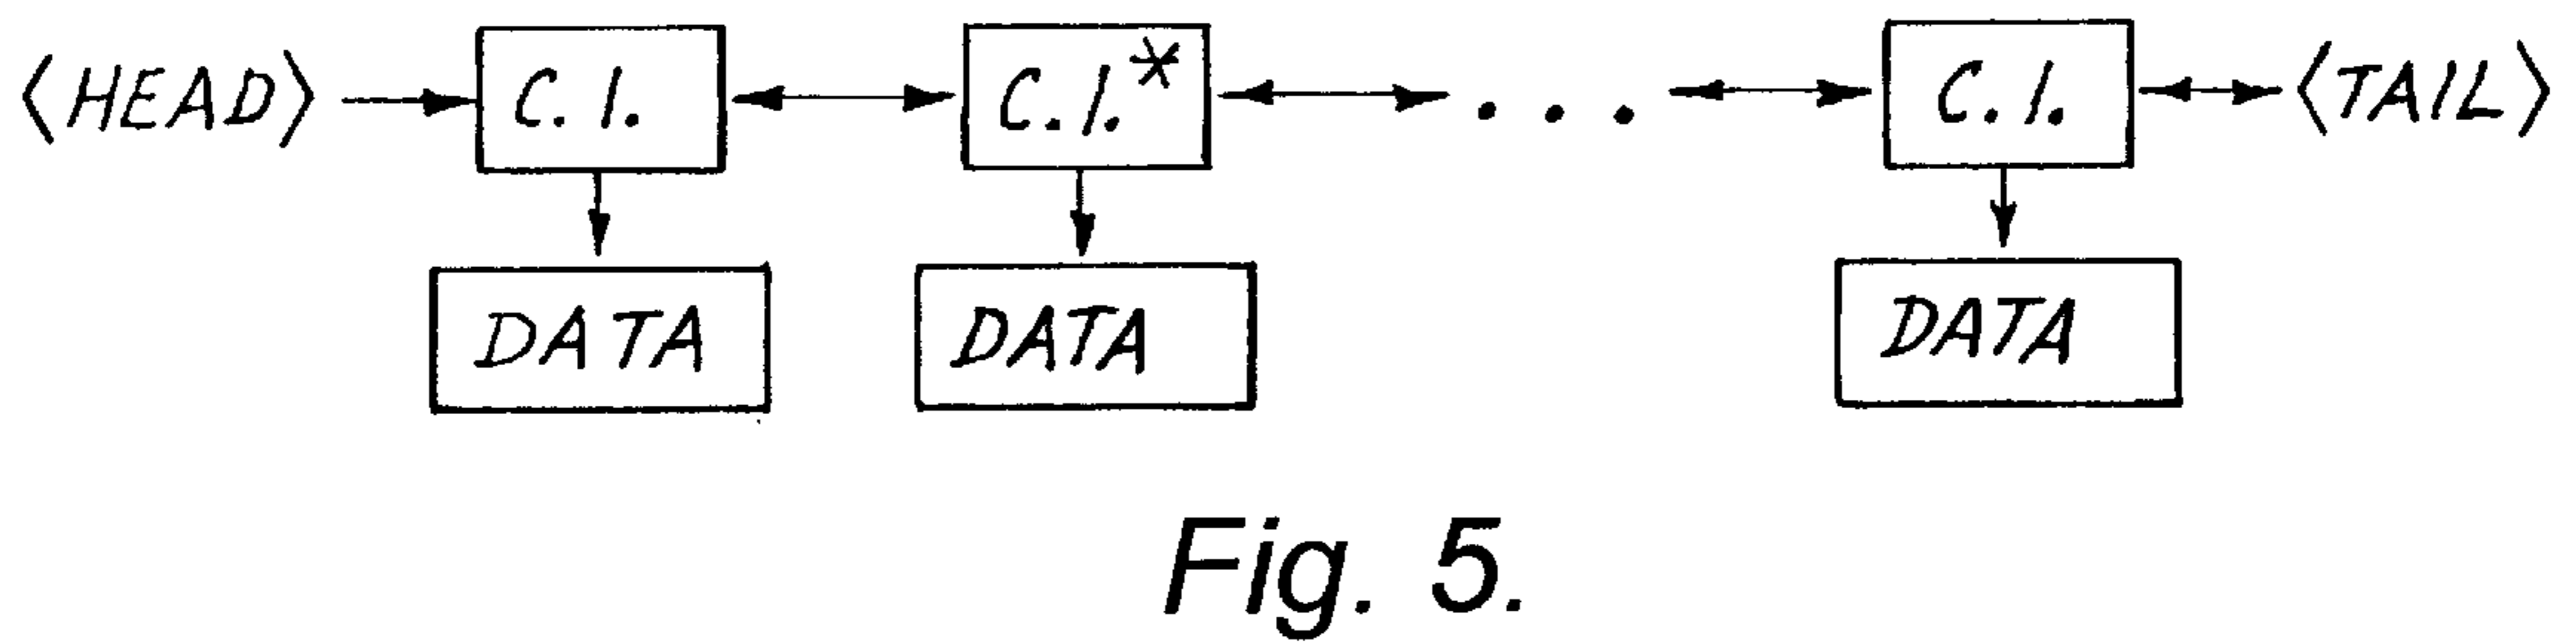 〈HEAD〉 C.I. C.I.* . . . C.I. 〈TAIL〉
DATA DATA DATA
Fig. 5.